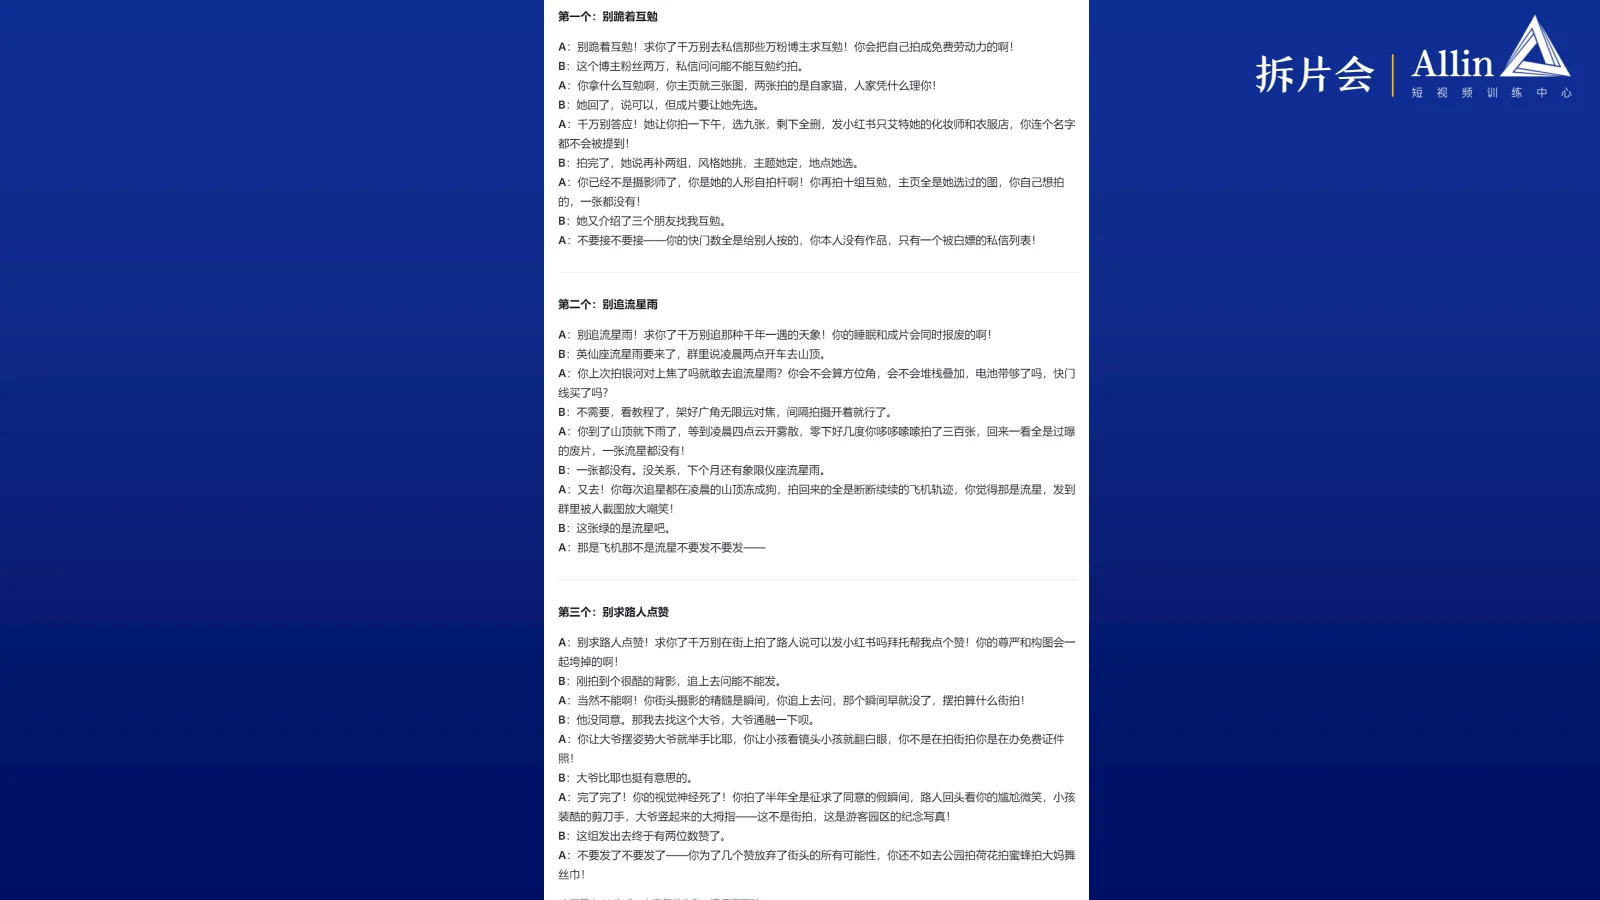 第一个：别跪着互勉
A：别跪着互勉！求你了千万别去私信那些万粉博主求互勉！你会把自己拍成免费劳动力的啊！
B：这个博主粉丝两万，私信问问能不能互勉约拍。
A：你拿什么互勉啊，你主页就三张图，两张拍的是自家猫，人家凭什么理你！
B：她回了，说可以，但成片要让她先选。
A：千万别答应！她让你拍一下午，选九张，剩下全删，发小红书只艾特她的化妆师和衣服店，你连个名字
都不会被提到！
B：拍完了，她说再补两组，风格她挑，主题她定，地点她选。
A：你已经不是摄影师了，你是她的人形自拍杆啊！你再拍十组互勉，主页全是她选过的图，你自己想拍
的，一张都没有！
B：她又介绍了三个朋友找我互勉。
A：不要接不要接——你的快门数全是给别人按的，你本人没有作品，只有一个被白嫖的私信列表！
第二个：别追流星雨
A：别追流星雨！求你了千万别追那种千年一遇的天象！你的睡眠和成片会同时报废的啊！
B：英仙座流星雨要来了，群里说凌晨两点开车去山顶。
A：你上次拍银河对上焦了吗就敢去追流星雨？你会不会算方位角，会不会堆栈叠加，电池带够了吗，快门
线买了吗？
B：不需要，看教程了，架好广角无限远对焦，间隔拍摄开着就行了。
A：你到了山顶就下雨了，等到凌晨四点云开雾散，零下好几度你哆哆嗦嗦拍了三百张，回来一看全是过曝
的废片，一张流星都没有！
B：一张都没有。没关系，下个月还有象限仪座流星雨。
A：又去！你每次追星都在凌晨的山顶冻成狗，拍回来的全是断断续续的飞机轨迹，你觉得那是流星，发到
群里被人截图放大嘲笑！
B：这张绿的是流星吧。
A：那是飞机那不是流星不要发不要发——
第三个：别求路人点赞
A：别求路人点赞！求你了千万别在街上拍了路人说可以发小红书吗拜托帮我点个赞！你的尊严和构图会一
起垮掉的啊！
B：刚拍到个很酷的背影，追上去问能不能发。
A：当然不能啊！你街头摄影的精髓是瞬间，你追上去问，那个瞬间早就没了，摆拍算什么街拍！
B：他没同意。那我去找这个大爷，大爷通融一下呗。
A：你让大爷摆姿势大爷就举手比耶，你让小孩看镜头小孩就翻白眼，你不是在拍街拍你是在办免费证件
照！
B：大爷比耶也挺有意思的。
A：完了完了！你的视觉神经死了！你拍了半年全是征求了同意的假瞬间，路人回头看你的尴尬微笑，小孩
装酷的剪刀手，大爷竖起来的大拇指——这不是街拍，这是游客园区的纪念写真！
B：这组发出去终于有两位数赞了。
A：不要发了不要发了——你为了几个赞放弃了街头的所有可能性，你还不如去公园拍荷花拍蜜蜂拍大妈舞
丝巾！
拆片会
Allin
短视频训练中心